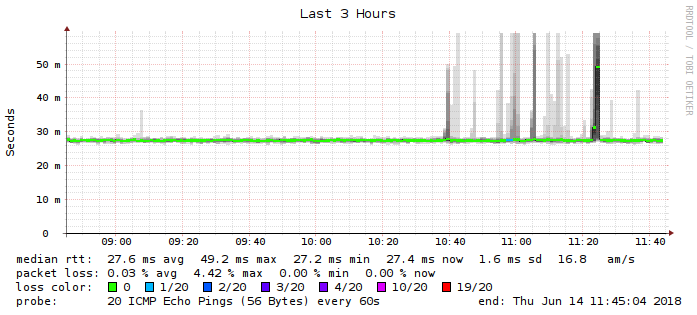 Last 3 Hours
RRDTOOL / TOBI OETIKER
Seconds
50 m
40 m
30 m
20 m
10 m
0
09:00 09:20 09:40 10:00 10:20 10:40 11:00 11:20 11:40
median rtt: 27.6 ms avg 49.2 ms max 27.2 ms min 27.4 ms now 1.6 ms sd 16.8 am/s
packet loss: 0.03 % avg 4.42 % max 0.00 % min 0.00 % now
loss color: 0 1/20 2/20 3/20 4/20 10/20 19/20
probe: 20 ICMP Echo Pings (56 Bytes) every 60s end: Thu Jun 14 11:45:04 2018